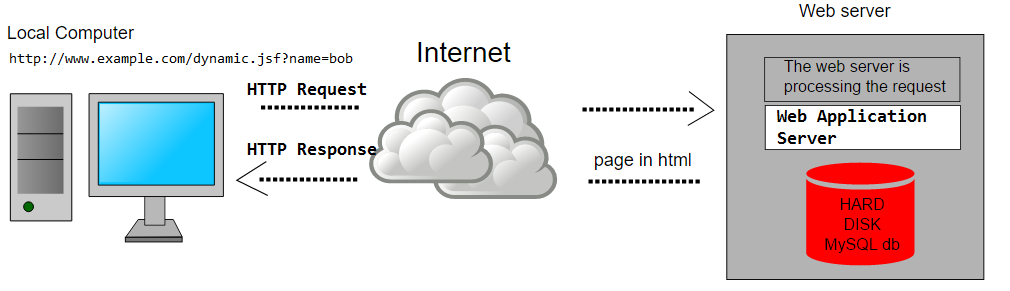 Web server
Local Computer
http://www.example.com/dynamic.jsf?name=bob
Internet
HTTP Request
The web server is
processing the request
Web Application
Server
HTTP Response
page in html
HARD
DISK
MySQL db